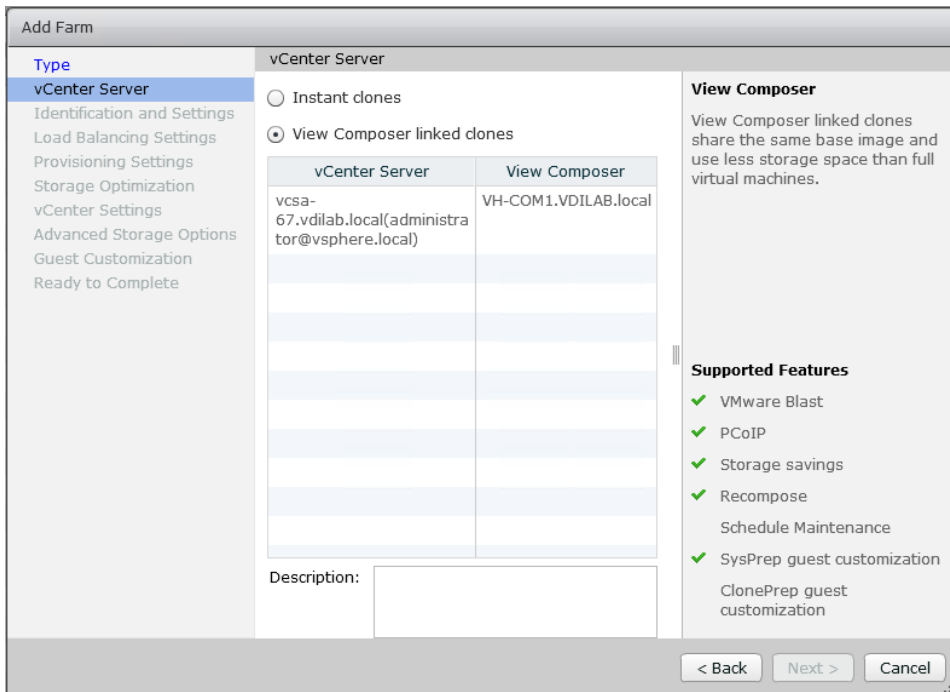 Add Farm
Type
vCenter Server
Identification and Settings
Load Balancing Settings
Provisioning Settings
Storage Optimization
vCenter Settings
Advanced Storage Options
Guest Customization
Ready to Complete
vCenter Server
Instant clones
View Composer linked clones
vCenter Server View Composer
vcsa- VH-COM1.VDILAB.local
67.vdilab.local(administra
tor@vsphere.local)
Description:
View Composer
View Composer linked clones
share the same base image and
use less storage space than full
virtual machines.
Supported Features
VMware Blast
PCoIP
Storage savings
Recompose
Schedule Maintenance
SysPrep guest customization
ClonePrep guest
customization
< Back Next > Cancel